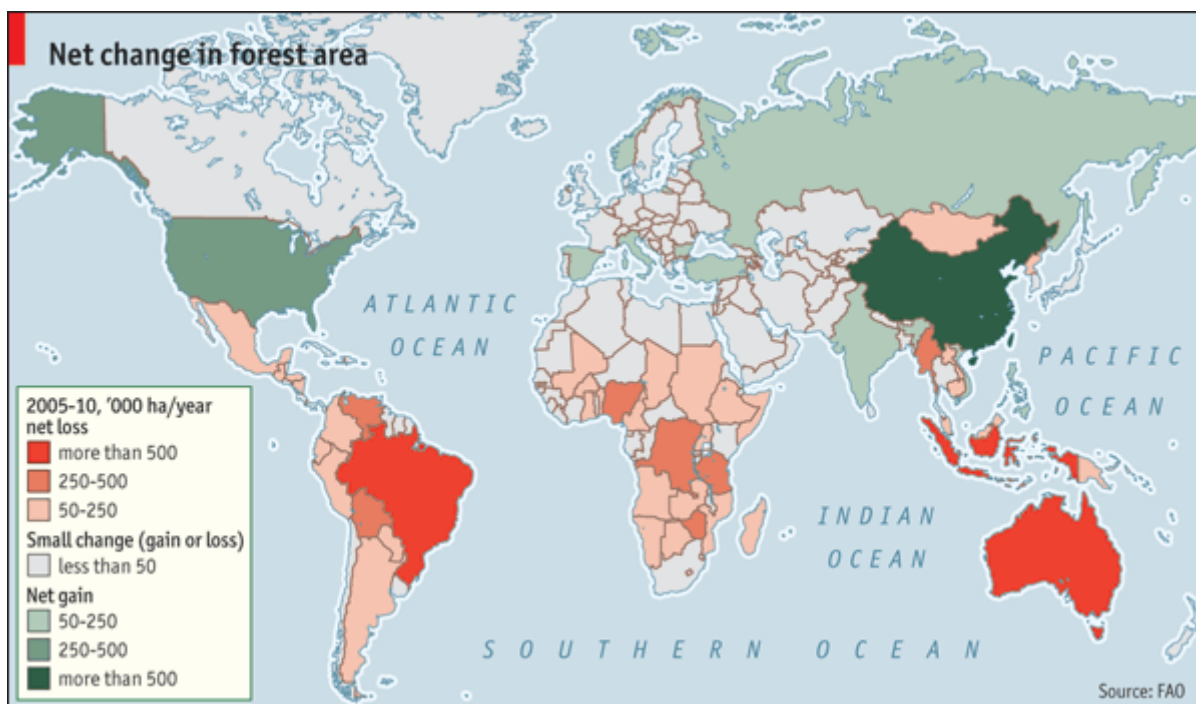 Net change in forest area
ATLANTIC
OCEAN
PACIFIC
OCEAN
2005-10, '000 ha/year
net loss
more than 500
250-500
50-250
Small change (gain or loss)
less than 50
Net gain
50-250
250-500
more than 500
INDIAN
OCEAN
SOUTHERN OCEAN
Source: FAO